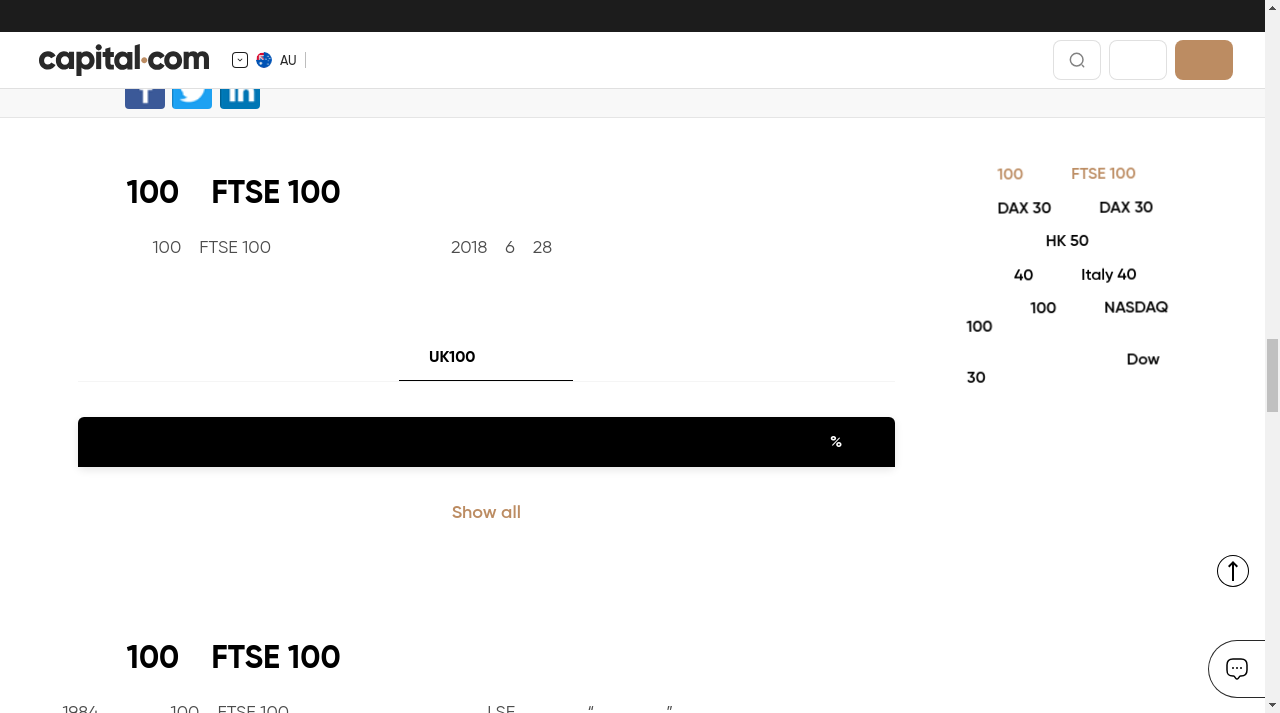 capital.com
AU
100 FTSE 100
100 FTSE 100 2018 6 28
UK100
%
Show all
100 FTSE 100
1984 100 FTSE 100 LSE “ ”
100 FTSE 100
DAX 30 DAX 30
HK 50
40 Italy 40
100 NASDAQ
100
Dow
30